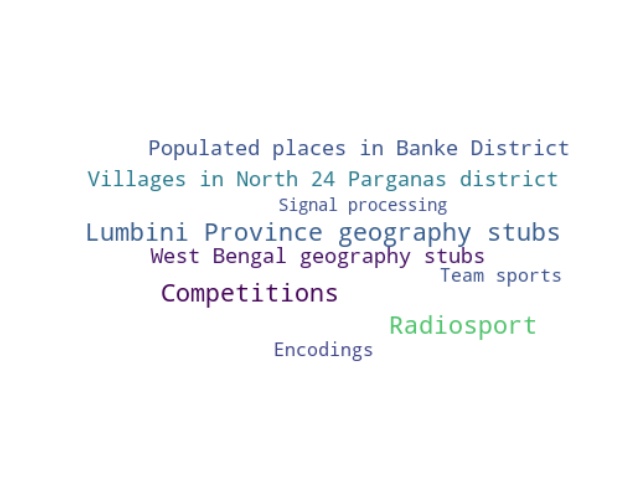 Populated places in Banke District
Villages in North 24 Parganas district
Signal processing
Lumbini Province geography stubs
West Bengal geography stubs
Team sports
Competitions
Radiosport
Encodings